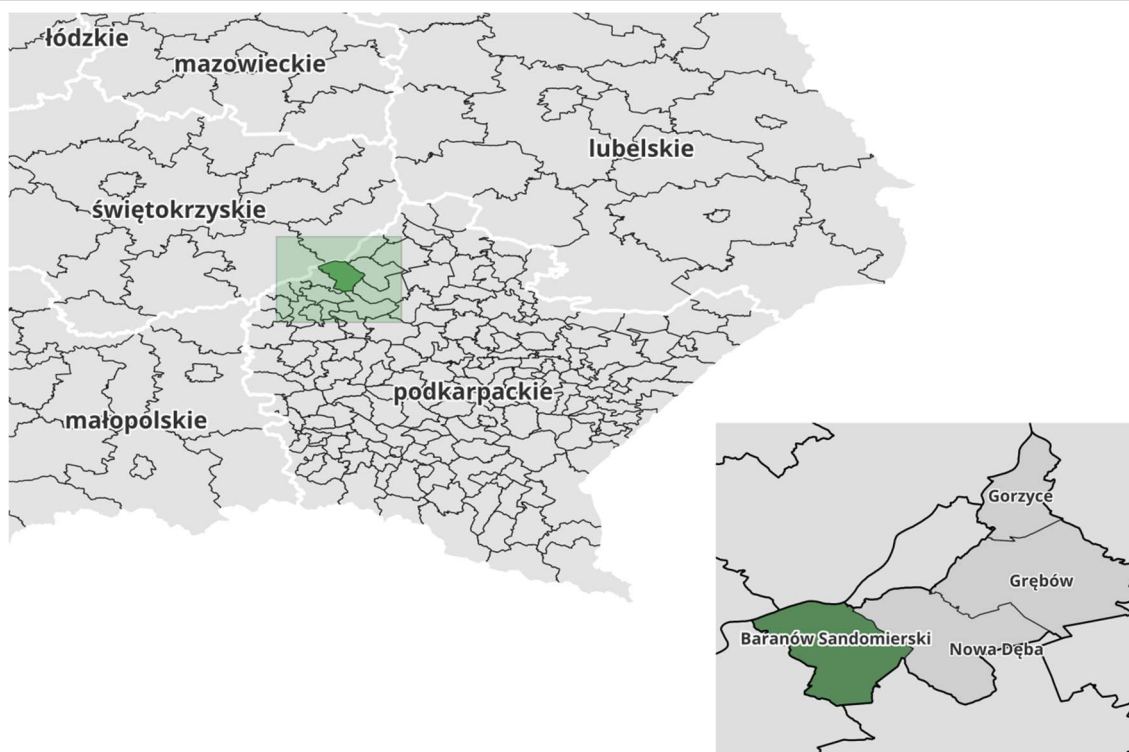 łódzkie
mazowieckie
lubelskie
świętokrzyskie
podkarpackie
małopolskie
Gorzyce
Grębów
Baranów Sandomierski
Nowa Dęba